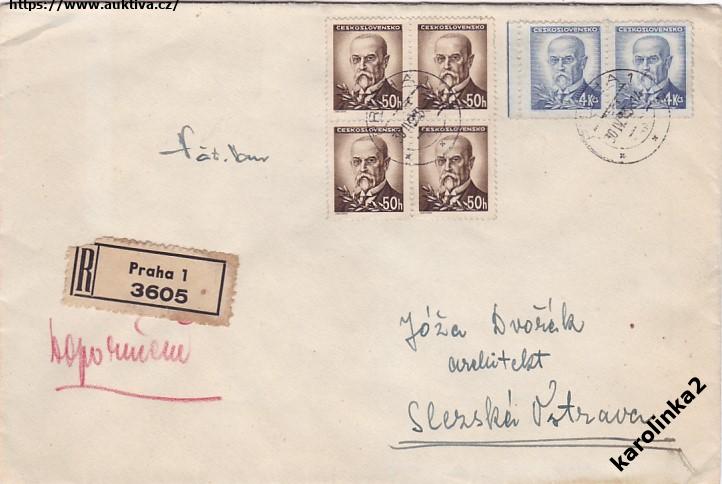 https://www.auktiva.cz/
ČESKOSLOVENSKO
50h
ČESKOSLOVENSKO
50h
ČESKOSLOVENSKO
4Kčs
ČESKOSLOVENSKO
4Kčs
ČESKOSLOVENSKO
50h
ČESKOSLOVENSKO
50h
R
Praha 1
3605
Doporučeně
Jóža Dvořák
architekt
Slezská Ostrava
karolinka2